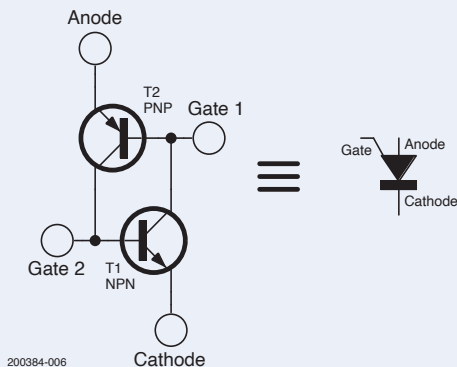 Anode
T2
PNP
Gate 1
Gate 2
T1
NPN
Cathode
Gate
Anode
Cathode
200384-006